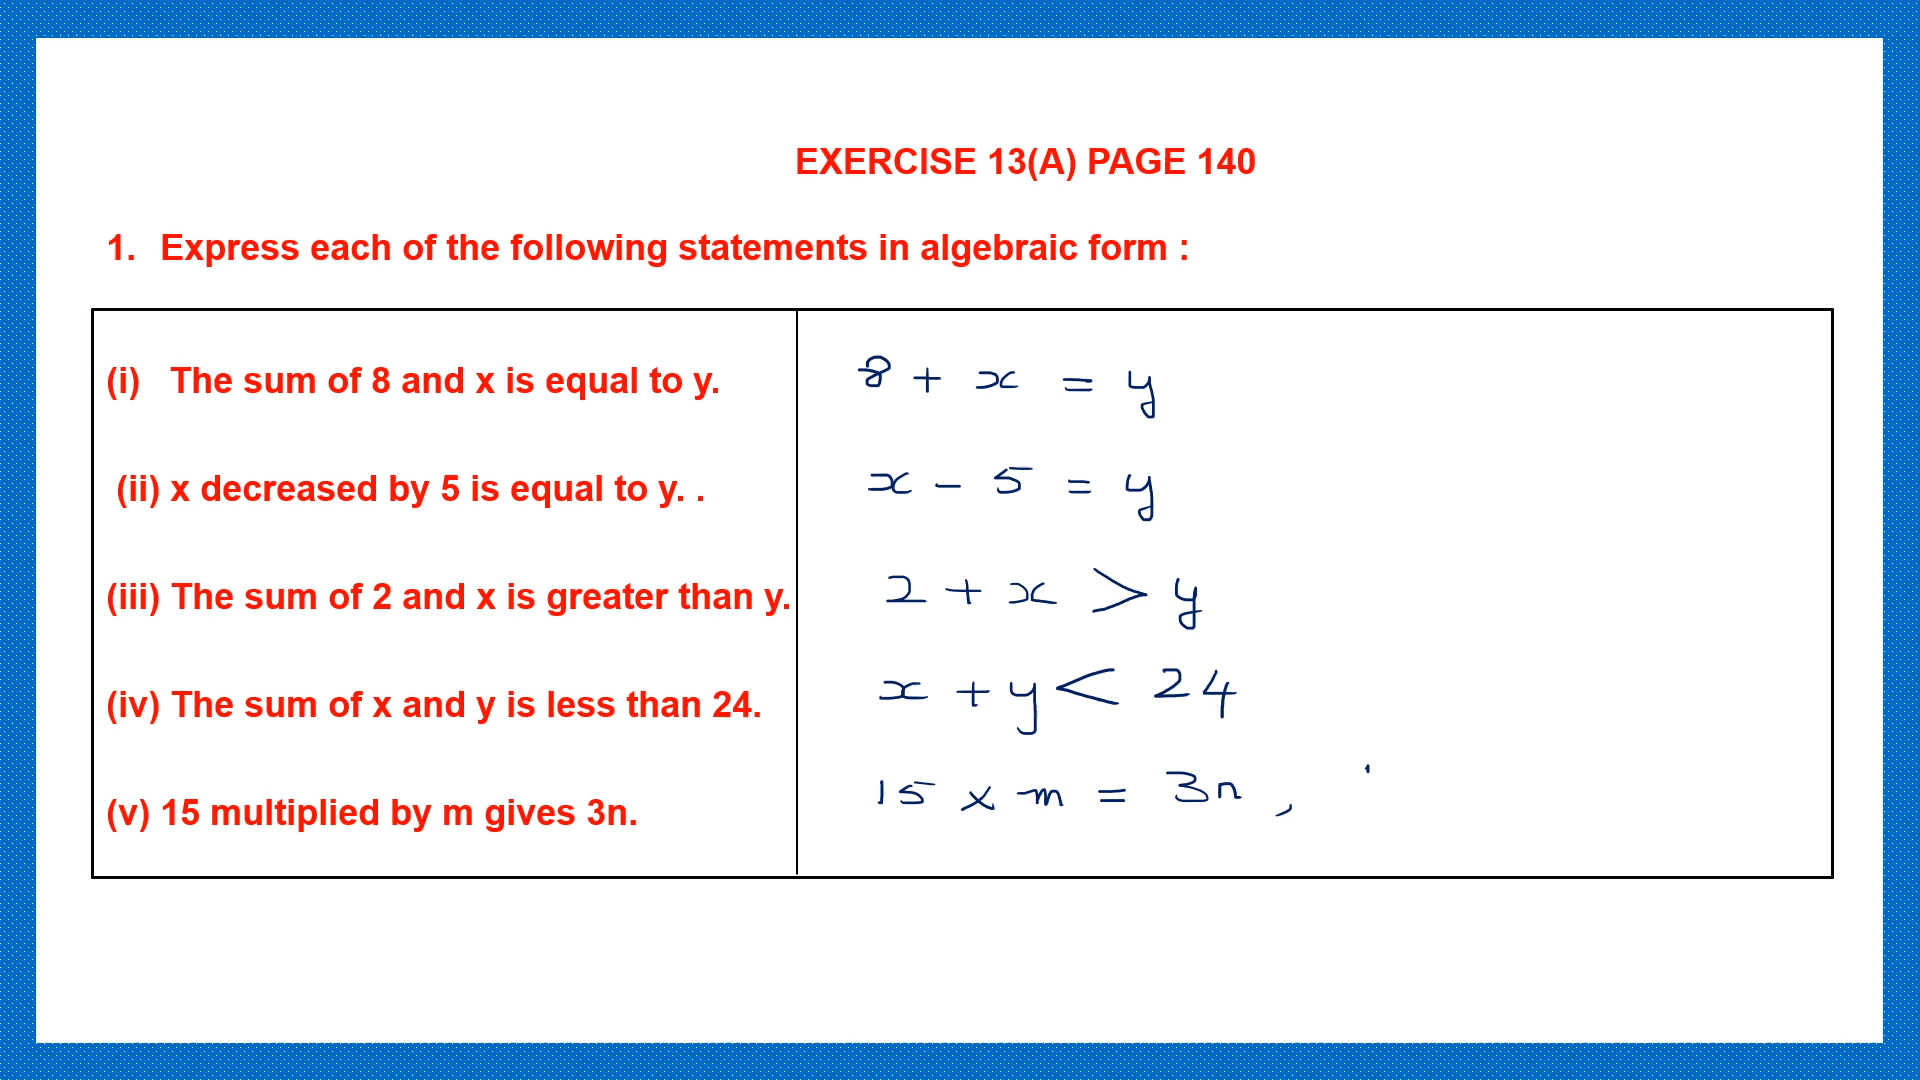 EXERCISE 13(A) PAGE 140
1. Express each of the following statements in algebraic form :
(i) The sum of 8 and x is equal to y. 8 + x = y
(ii) x decreased by 5 is equal to y. . x - 5 = y
(iii) The sum of 2 and x is greater than y. 2 + x > y
(iv) The sum of x and y is less than 24. x + y < 24
(v) 15 multiplied by m gives 3n. 15 × m = 3n ,